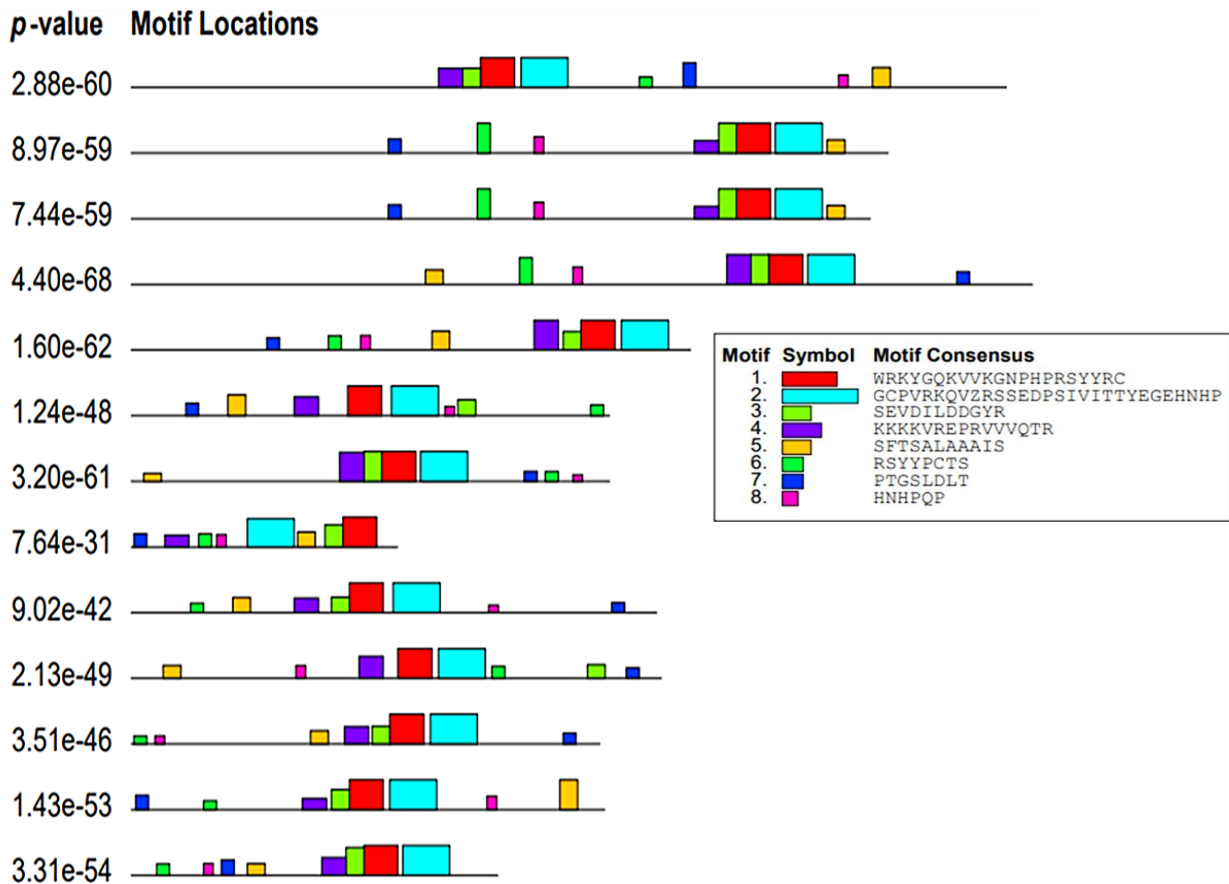 p-value Motif Locations
2.88e-60
8.97e-59
7.44e-59
4.40e-68
1.60e-62
1.24e-48
3.20e-61
7.64e-31
9.02e-42
2.13e-49
3.51e-46
1.43e-53
3.31e-54
Motif Symbol Motif Consensus
1. WRKYGQKVVKGNPHPRSYYRC
2. GCPVRKQVZRSSEDPSIVITTYEGEHNHP
3. SEVDILDDGYR
4. KKKKVREPRVVVQTR
5. SFTSALAAAIS
6. RSYYPCTS
7. PTGSLDLT
8. HNHPQP